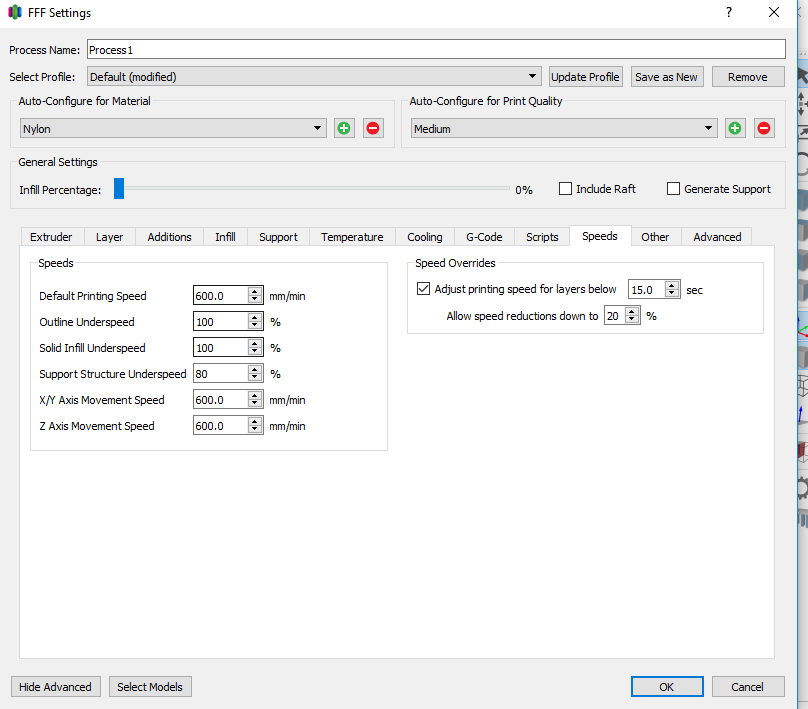 FFF Settings
Process Name: Process1
Select Profile: Default (modified) Update Profile Save as New Remove
Auto-Configure for Material Auto-Configure for Print Quality
Nylon Medium
General Settings
Infill Percentage: 0% Include Raft Generate Support
Extruder Layer Additions Infill Support Temperature Cooling G-Code Scripts Speeds Other Advanced
Speeds Speed Overrides
Default Printing Speed 600.0 mm/min Adjust printing speed for layers below 15.0 sec
Outline Underspeed 100 % Allow speed reductions down to 20 %
Solid Infill Underspeed 100 %
Support Structure Underspeed 80 %
X/Y Axis Movement Speed 600.0 mm/min
Z Axis Movement Speed 600.0 mm/min
Hide Advanced Select Models OK Cancel